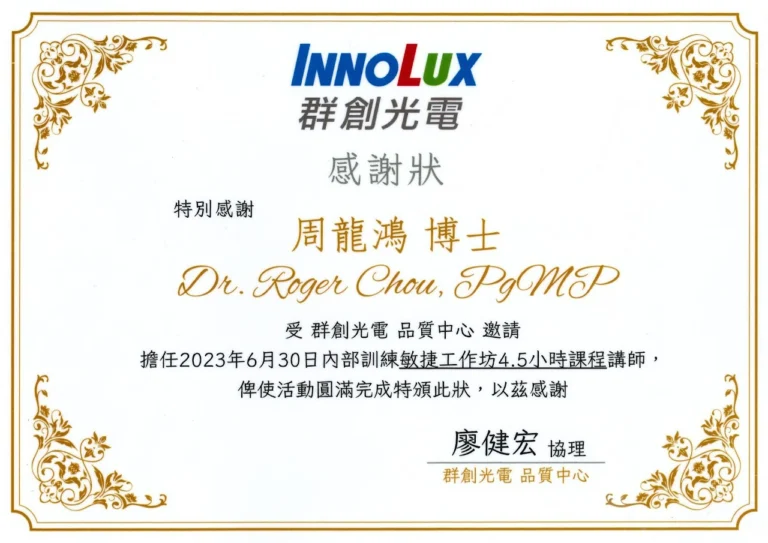 INNOLUX
群創光電
感謝狀
特別感謝
周龍鴻 博士
Dr. Roger Chou, PgMP
受 群創光電 品質中心 邀請
擔任2023年6月30日內部訓練敏捷工作坊4.5小時課程講師，
俾使活動圓滿完成特頒此狀，以茲感謝
廖健宏 協理
群創光電 品質中心